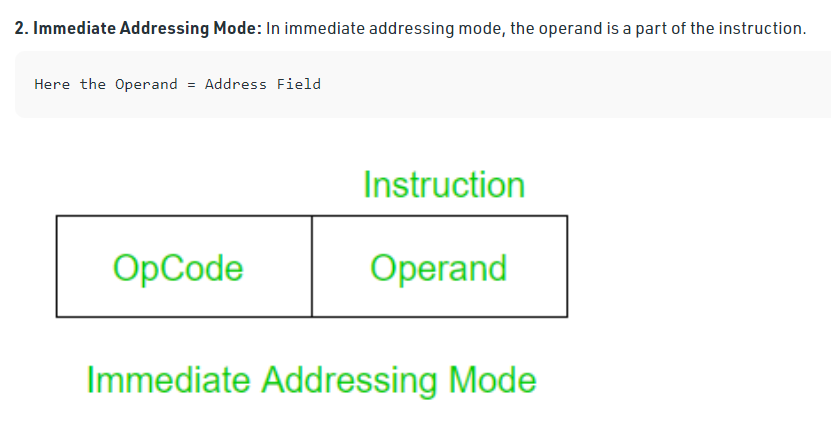 2. Immediate Addressing Mode: In immediate addressing mode, the operand is a part of the instruction.
Here the Operand = Address Field
Instruction
OpCode Operand
Immediate Addressing Mode